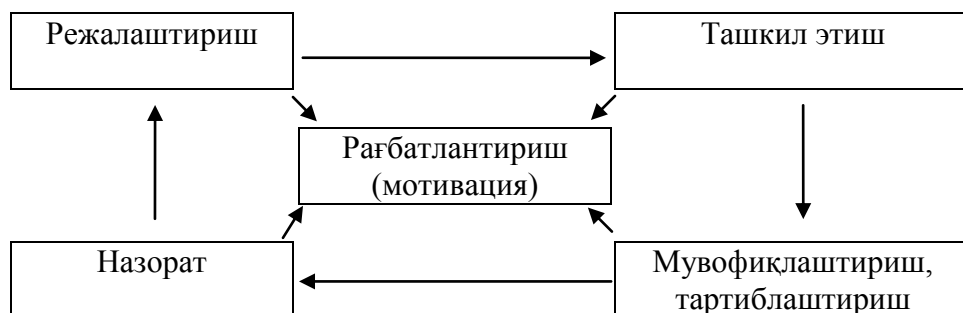 Режалаштириш
Ташкил этиш
Рағбатлантириш
(мотивация)
Назорат
Мувофиқлаштириш,
тартиблаштириш